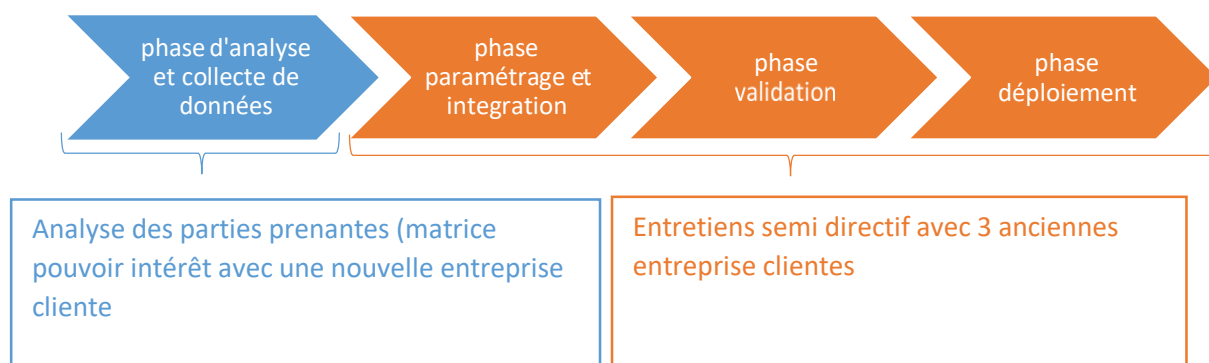 phase d'analyse
et collecte de
données
phase
paramétrage et
integration
phase
validation
phase
déploiement
Analyse des parties prenantes (matrice
pouvoir intérêt avec une nouvelle entreprise
cliente
Entretiens semi directif avec 3 anciennes
entreprise clientes